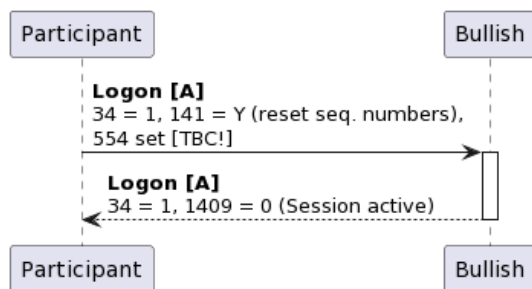 Participant
Bullish
Logon [A]
34 = 1, 141 = Y (reset seq. numbers),
554 set [TBC!]
Logon [A]
34 = 1, 1409 = 0 (Session active)
Participant
Bullish